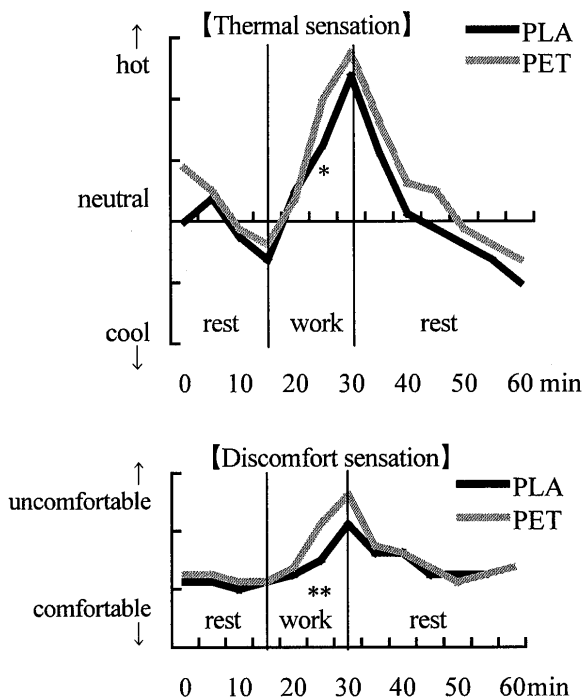 【Thermal sensation】
PLA
PET
↑
hot
neutral
cool
↓
*
rest
work
rest
0 10 20 30 40 50 60 min
【Discomfort sensation】
PLA
PET
↑
uncomfortable
comfortable
↓
**
rest
work
rest
0 10 20 30 40 50 60min